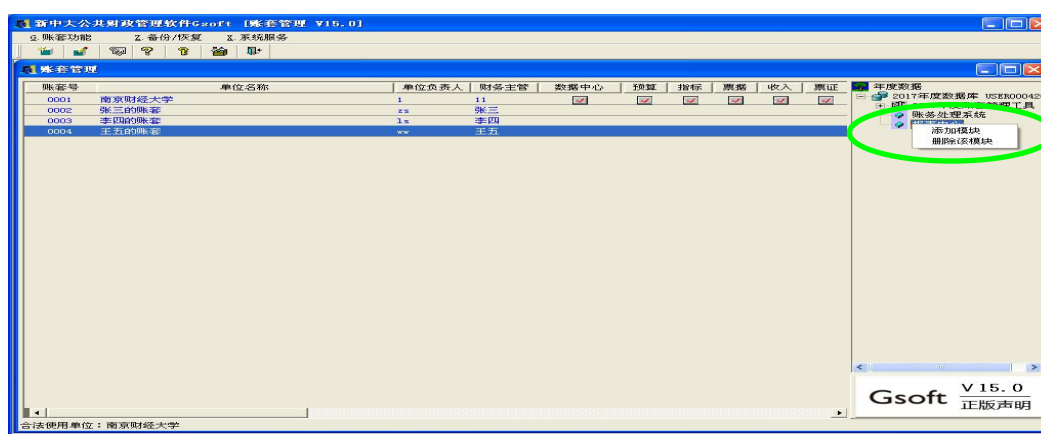 新中大公共财政管理软件Gsoft [账套管理 V15.0]
G.账套功能 Z.备份/恢复 X.系统服务
账套管理
账套号 单位名称 单位负责人 财务主管 数据中心 预算 指标 票据 收入 票证
0001 南京财经大学 1 11
0002 张三的账套 zs 张三
0003 李四的账套 ls 李四
0004 王五的账套 ww 王五
年度数据
2017年度数据库 USER00042
管理工具
账务处理系统
添加模块
删除该模块
Gsoft V 15.0
正版声明
合法使用单位：南京财经大学